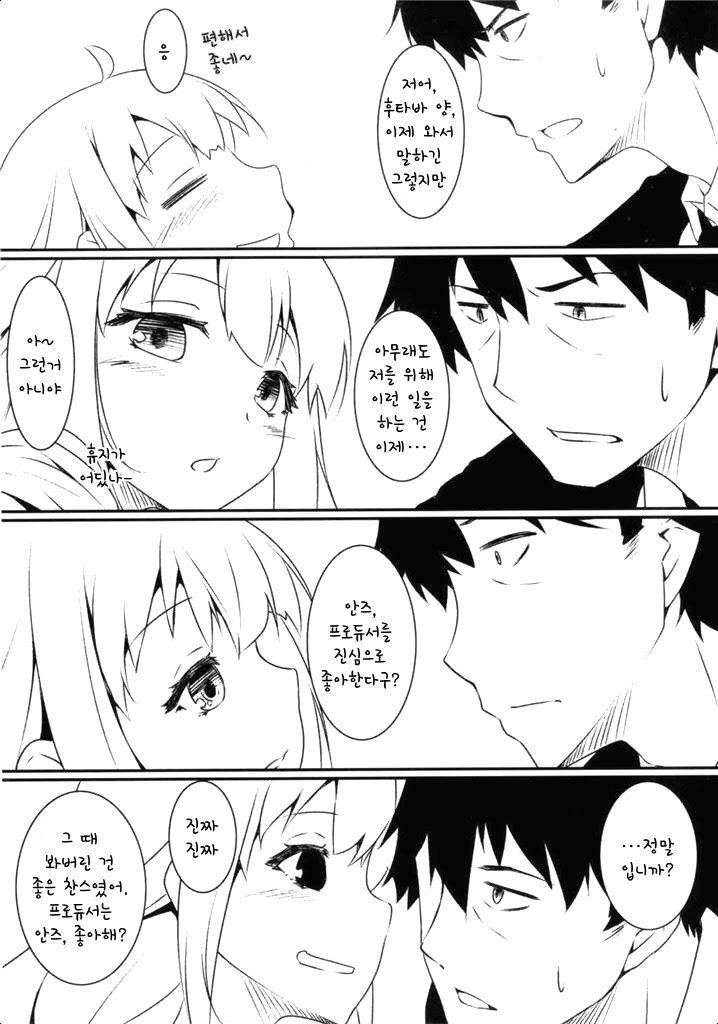 저어,
후타바 양,
이제 와서
말하긴
그렇지만
응
편해서
좋네~
아무래도
저를 위해
이런 일을
하는 건
이제···
아~
그런거
아니야
휴지가
어딨나-
안즈,
프로듀서를
진심으로
좋아한다구?
···정말
입니까?
진짜
진짜
그 때
봐버린 건
좋은 찬스였어.
프로듀서는
안즈, 좋아해?